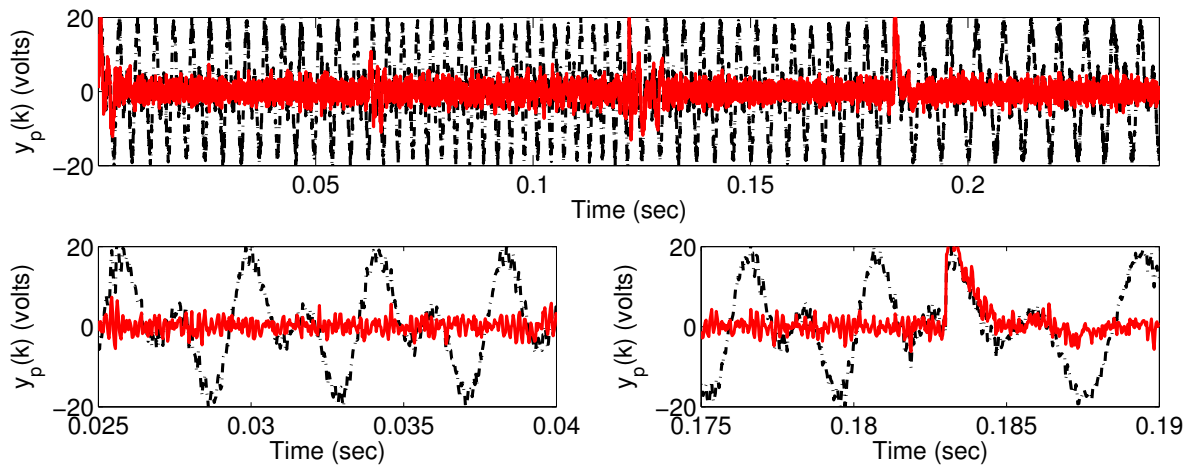 20
0
−20
y_p(k) (volts)
0.05 0.1 0.15 0.2
Time (sec)
20
0
−20
y_p(k) (volts)
0.025 0.03 0.035 0.04
Time (sec)
20
0
−20
y_p(k) (volts)
0.175 0.18 0.185 0.19
Time (sec)